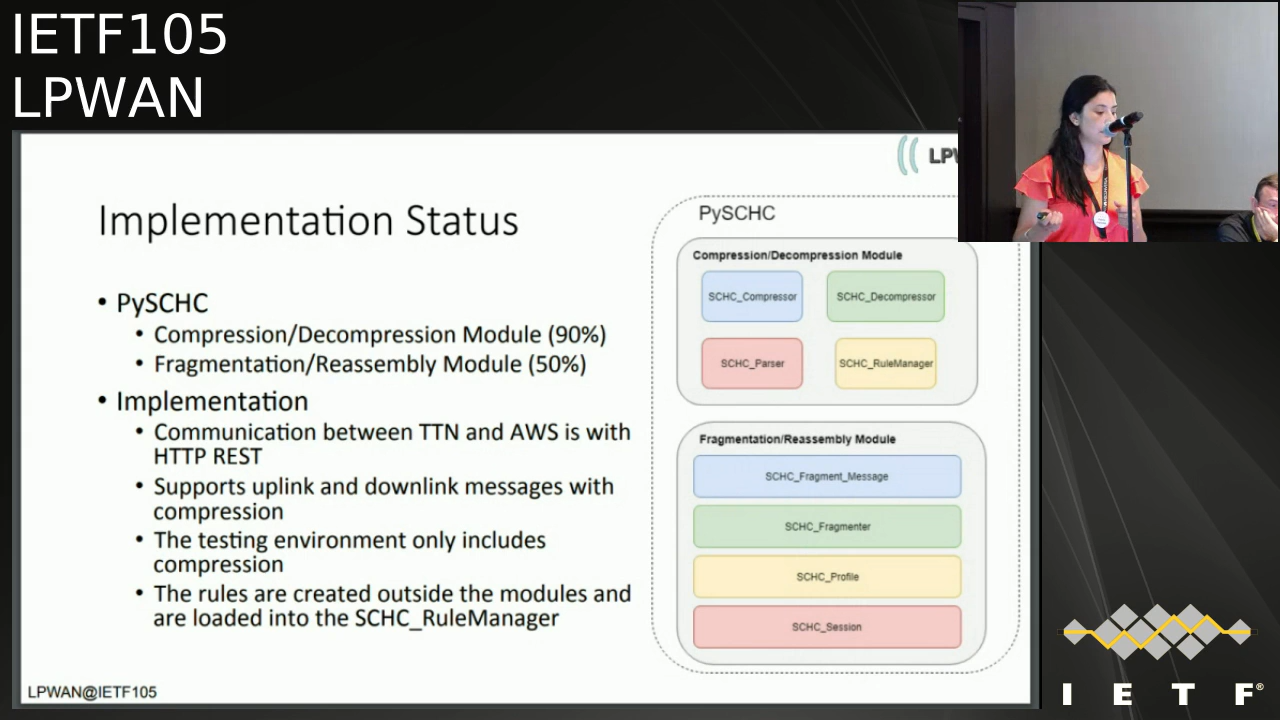 IETF105
LPWAN
Implementation Status
• PySCHC
• Compression/Decompression Module (90%)
• Fragmentation/Reassembly Module (50%)
• Implementation
• Communication between TTN and AWS is with
HTTP REST
• Supports uplink and downlink messages with
compression
• The testing environment only includes
compression
• The rules are created outside the modules and
are loaded into the SCHC_RuleManager
LPWAN@IETF105
PySCHC
Compression/Decompression Module
SCHC_Compressor
SCHC_Decompressor
SCHC_Parser
SCHC_RuleManager
Fragmentation/Reassembly Module
SCHC_Fragment_Message
SCHC_Fragmenter
SCHC_Profile
SCHC_Session
I E T F®